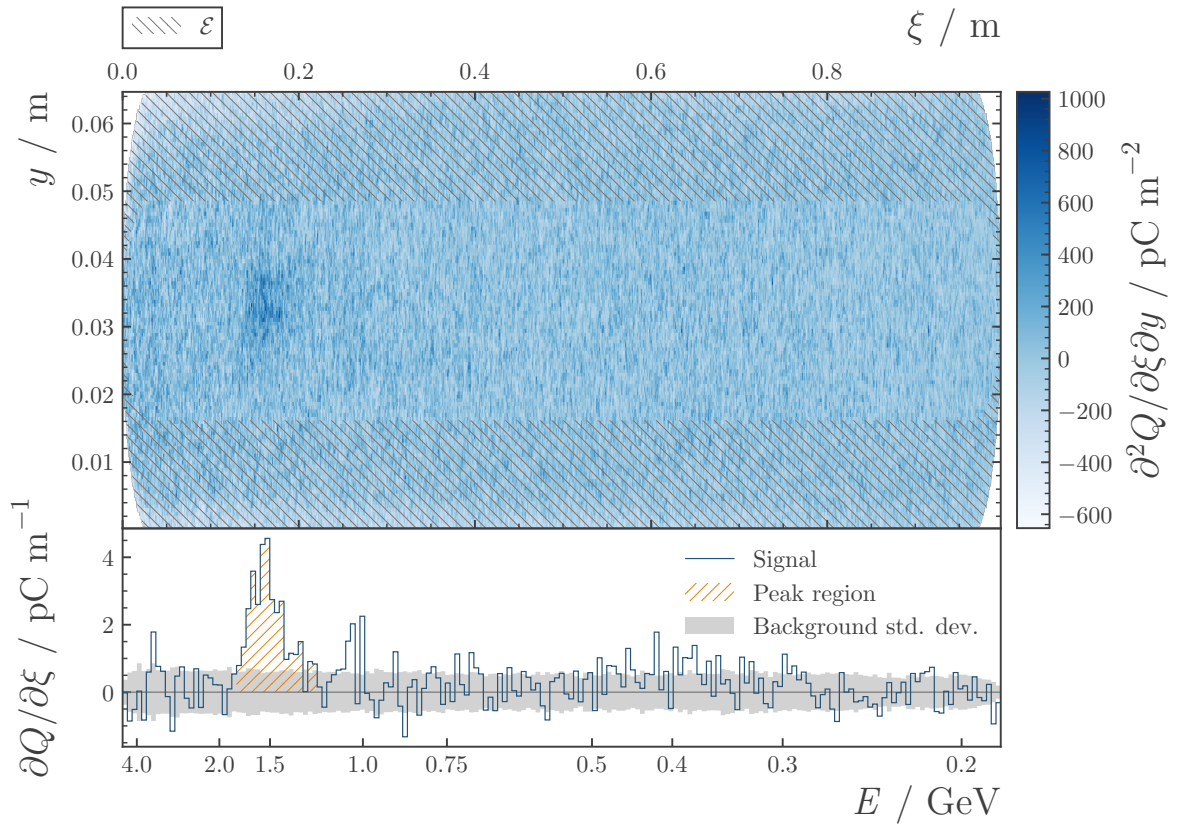 ℰ
ξ / m
0.0 0.2 0.4 0.6 0.8
y / m
0.06
0.05
0.04
0.03
0.02
0.01
1000
800
600
400
200
0
−200
−400
−600
∂²Q/∂ξ∂y / pC m⁻²
∂Q/∂ξ / pC m⁻¹
4
2
0
Signal
Peak region
Background std. dev.
4.0 2.0 1.5 1.0 0.75 0.5 0.4 0.3 0.2
E / GeV